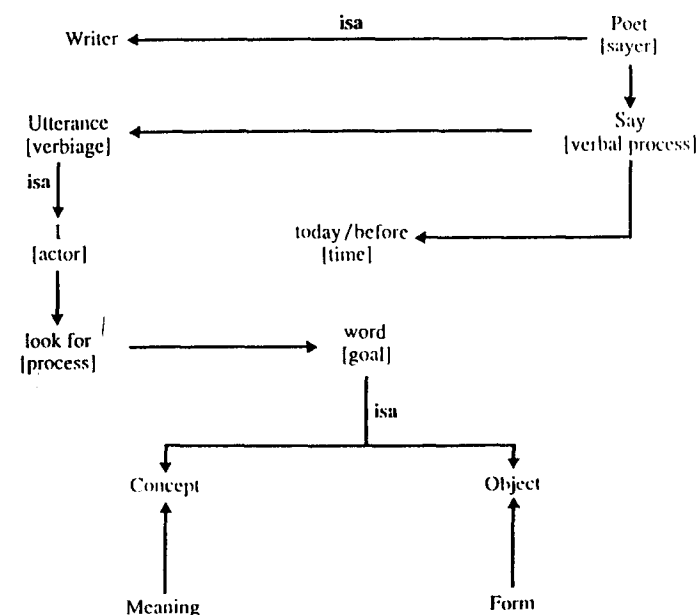 isa
Writer
Poet
[sayer]
Utterance
[verbiage]
Say
[verbal process]
isa
I
[actor]
today/before
[time]
look for
[process]
word
[goal]
isa
Concept
Object
Meaning
Form